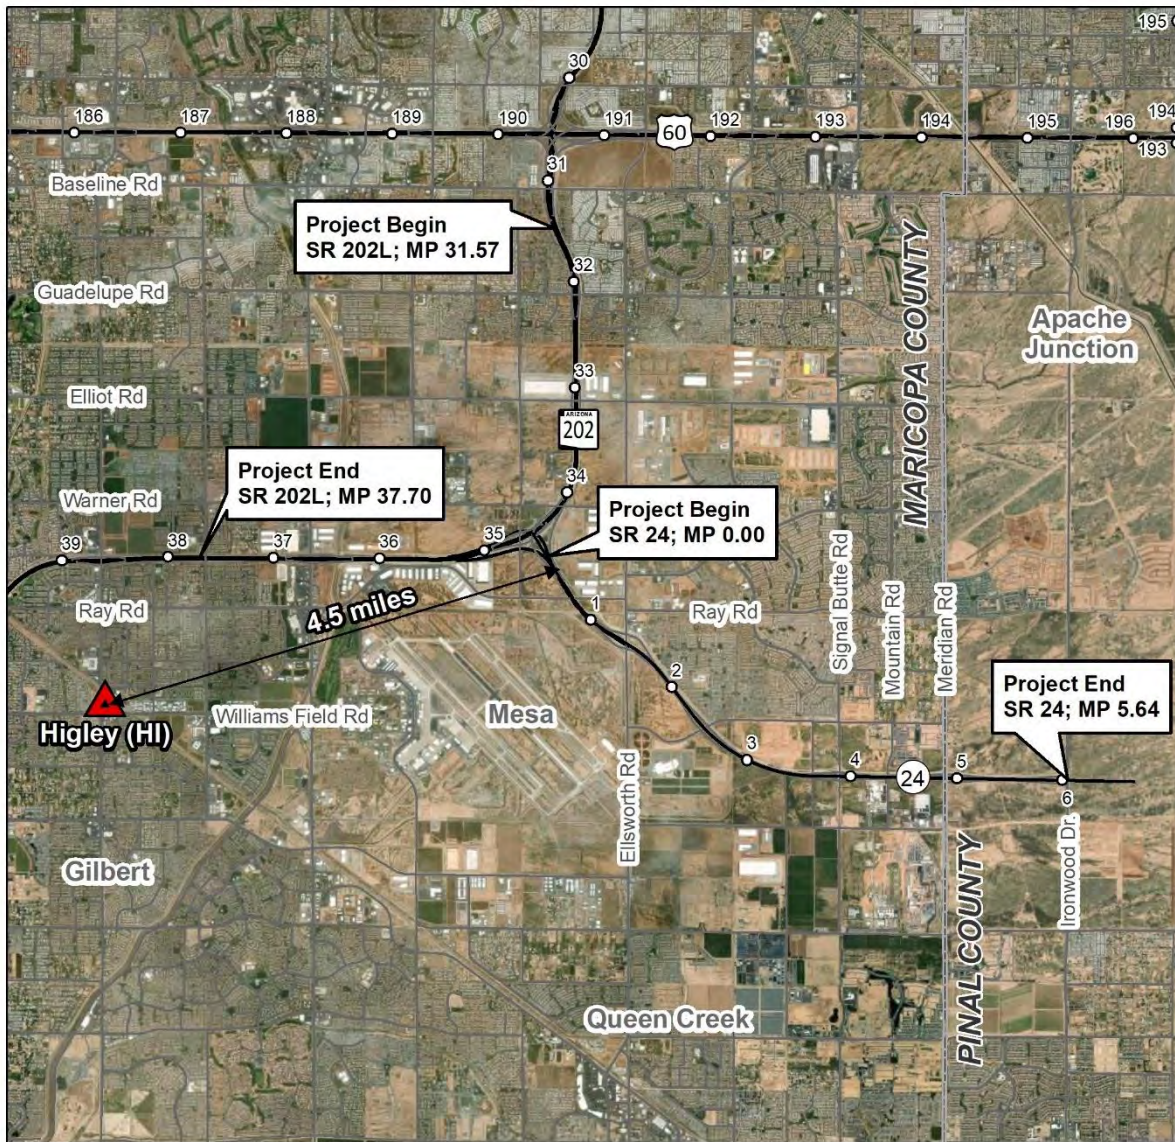 30
195
186
187
188
189
190
191
60
192
193
194
195
196
194
193
31
Baseline Rd
Project Begin
SR 202L; MP 31.57
32
Guadelupe Rd
MARICOPA COUNTY
Apache
Junction
33
Elliot Rd
ARIZONA
202
Project End
SR 202L; MP 37.70
34
Warner Rd
Project Begin
SR 24; MP 0.00
39
38
37
36
35
Signal Butte Rd
Mountain Rd
Meridian Rd
Ray Rd
4.5 miles
1
Ray Rd
2
Project End
SR 24; MP 5.64
Higley (HI)
Williams Field Rd
Mesa
3
4
24
5
6
Ellsworth Rd
Ironwood Dr.
Gilbert
PINAL COUNTY
Queen Creek